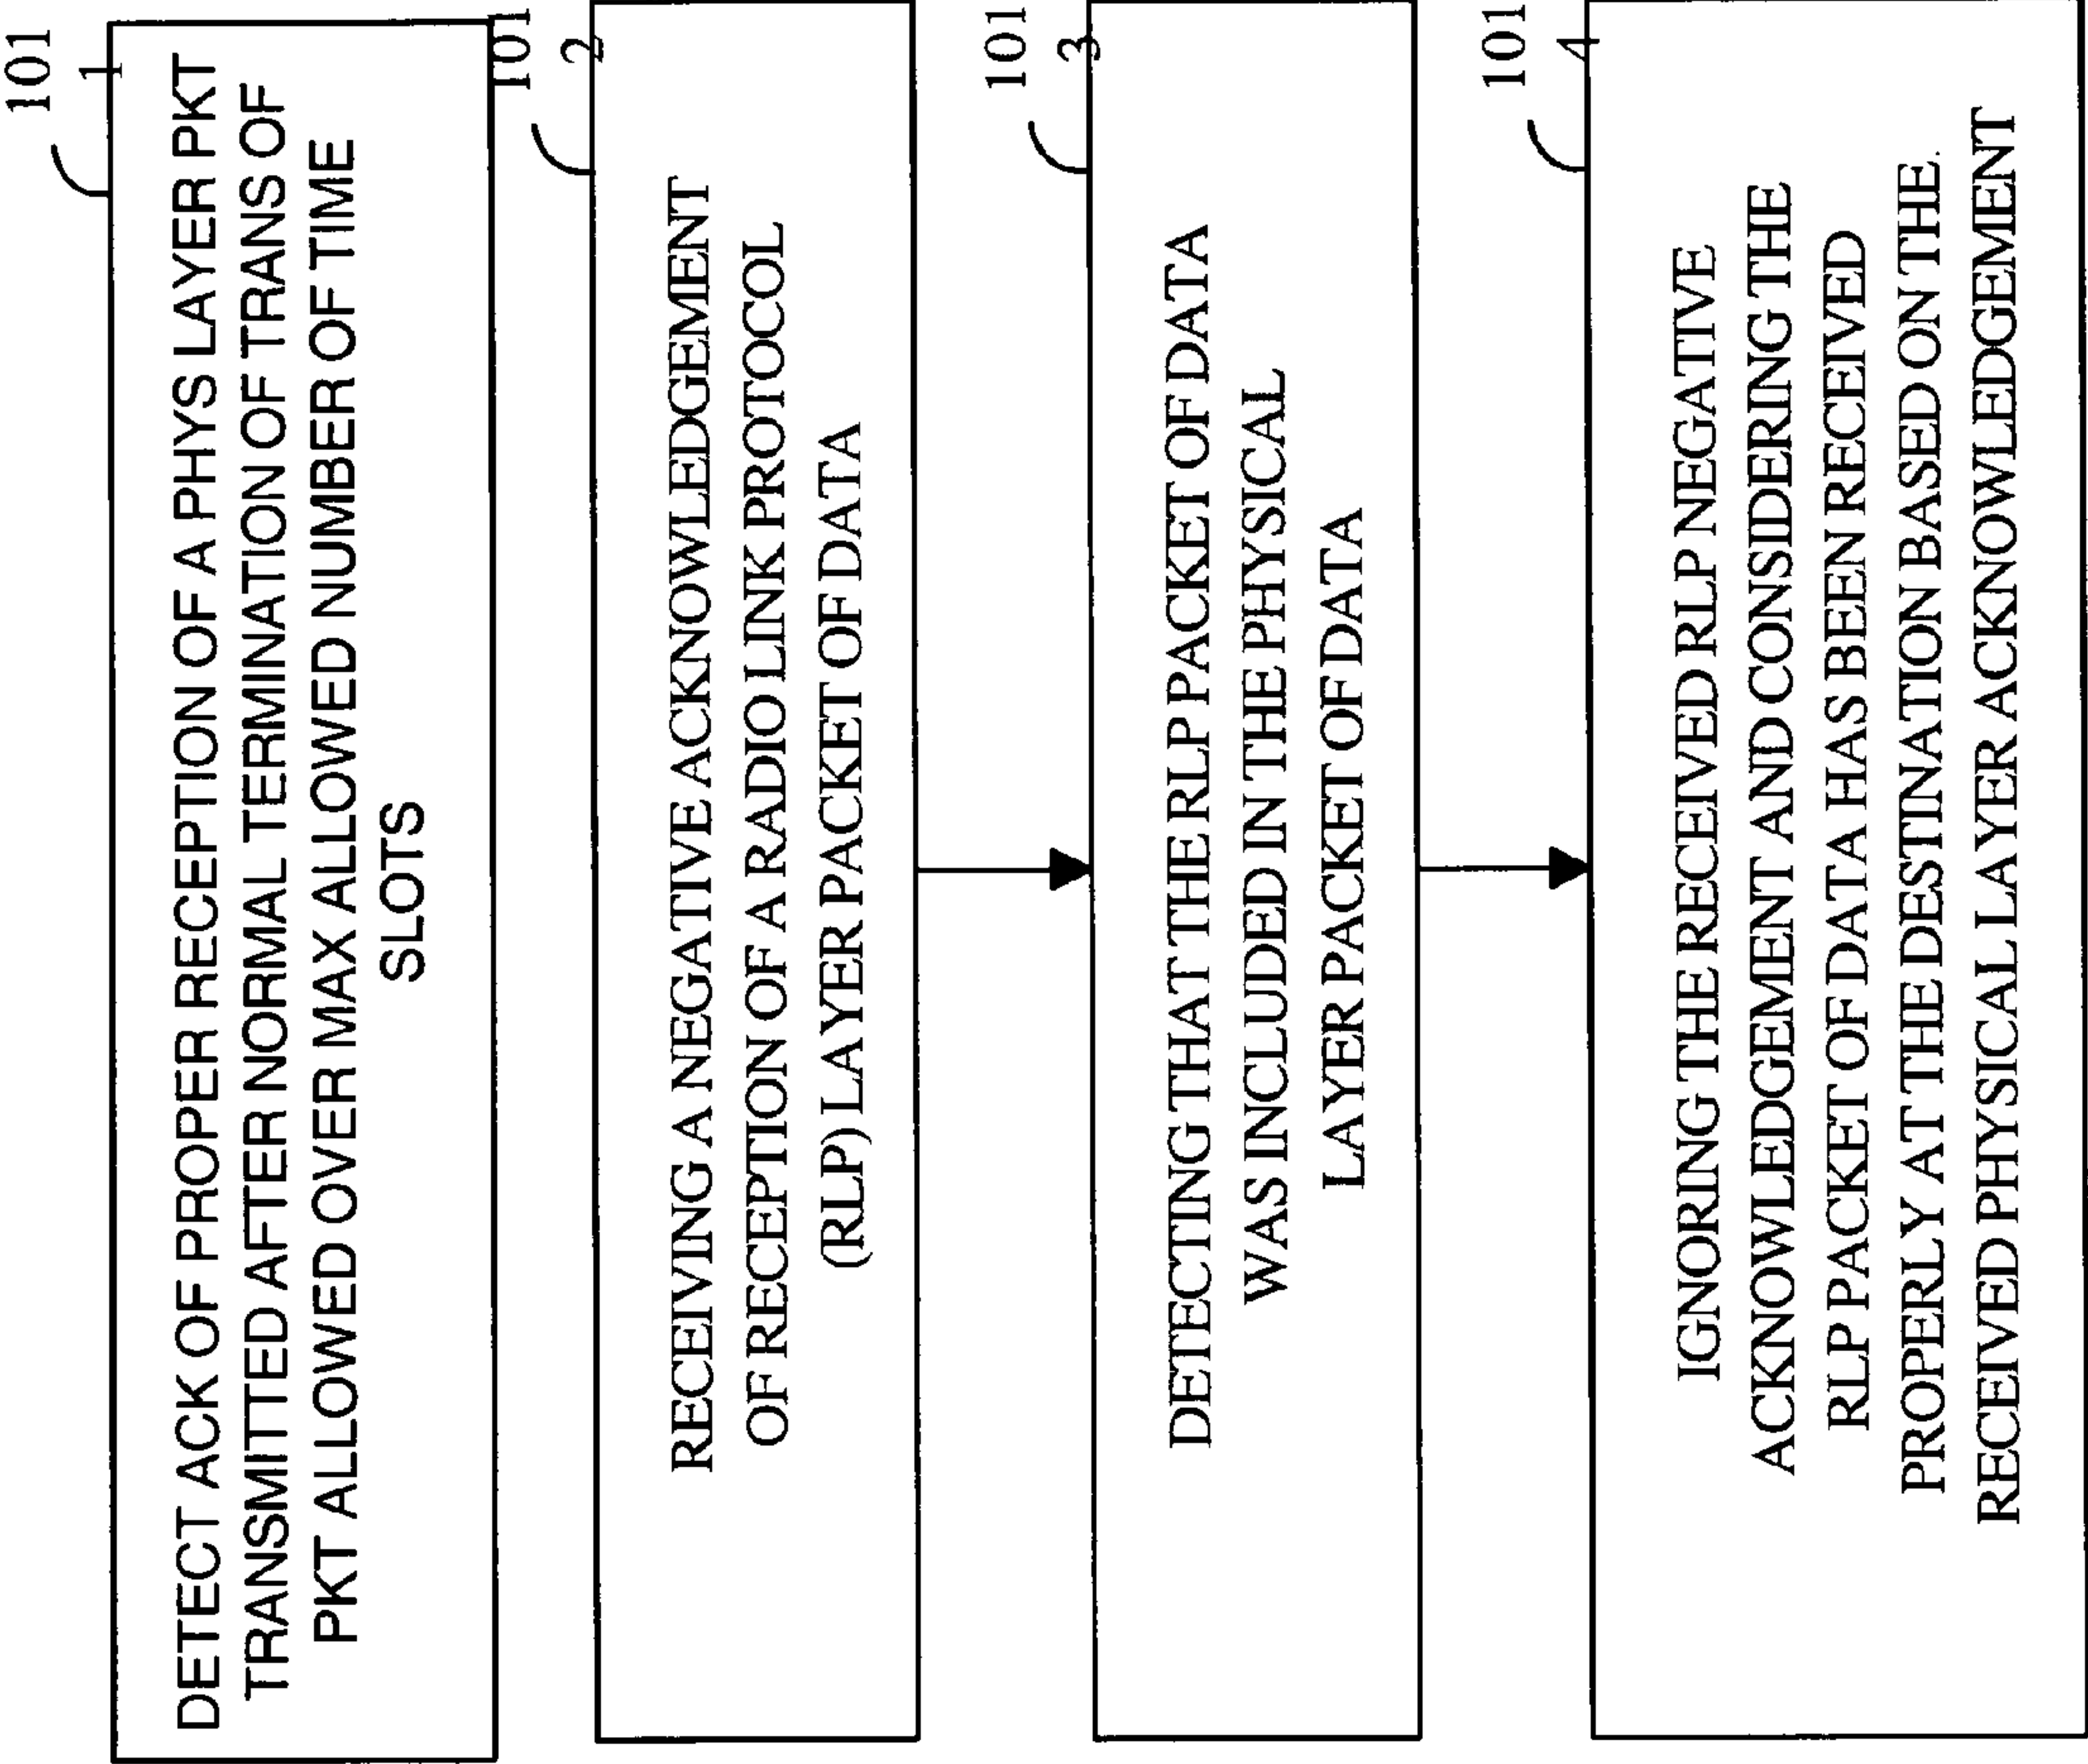 101
1
DETECT ACK OF PROPER RECEPTION OF A PHYS LAYER PKT
TRANSMITTED AFTER NORMAL TERMINATION OF TRANS OF
PKT ALLOWED OVER MAX ALLOWED NUMBER OF TIME
SLOTS
101
2
RECEIVING A NEGATIVE ACKNOWLEDGEMENT
OF RECEPTION OF A RADIO LINK PROTOCOL
(RLP) LAYER PACKET OF DATA
101
3
DETECTING THAT THE RLP PACKET OF DATA
WAS INCLUDED IN THE PHYSICAL
LAYER PACKET OF DATA
101
4
IGNORING THE RECEIVED RLP NEGATIVE
ACKNOWLEDGEMENT AND CONSIDERING THE
RLP PACKET OF DATA HAS BEEN RECEIVED
PROPERLY AT THE DESTINATION BASED ON THE
RECEIVED PHYSICAL LAYER ACKNOWLEDGEMENT